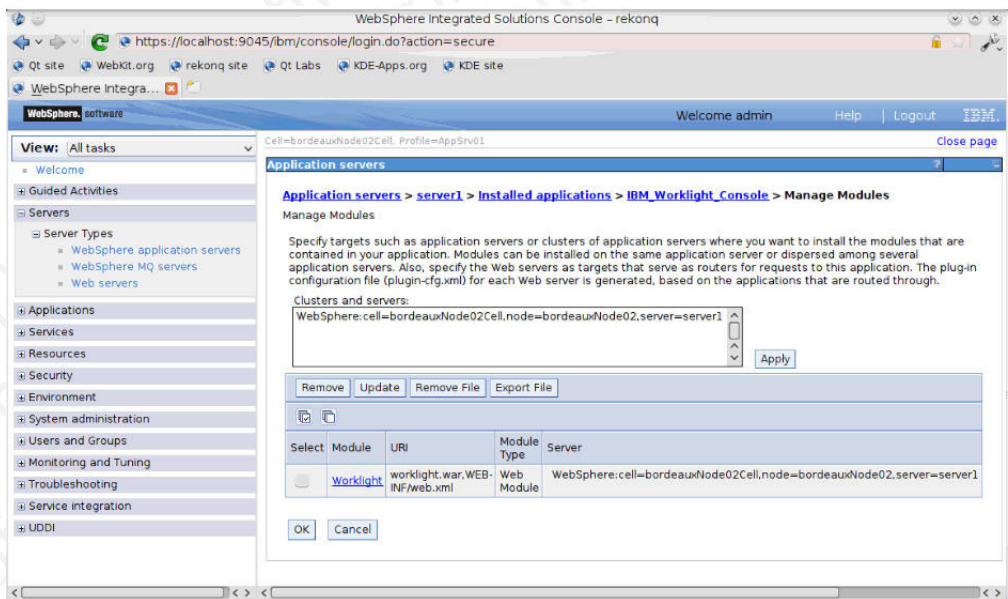 WebSphere Integrated Solutions Console – rekonq
https://localhost:9045/ibm/console/login.do?action=secure
Qt site WebKit.org rekonq site Qt Labs KDE-Apps.org KDE site
WebSphere Integra...
WebSphere. software Welcome admin Help | Logout IBM.
View: All tasks
Welcome
Guided Activities
Servers
Server Types
WebSphere application servers
WebSphere MQ servers
Web servers
Applications
Services
Resources
Security
Environment
System administration
Users and Groups
Monitoring and Tuning
Troubleshooting
Service integration
UDDI
Cell=bordeauxNode02Cell, Profile=AppSrv01 Close page
Application servers ? -
Application servers > server1 > Installed applications > IBM_Worklight_Console > Manage Modules
Manage Modules
Specify targets such as application servers or clusters of application servers where you want to install the modules that are
contained in your application. Modules can be installed on the same application server or dispersed among several
application servers. Also, specify the Web servers as targets that serve as routers for requests to this application. The plug-in
configuration file (plugin-cfg.xml) for each Web server is generated, based on the applications that are routed through.
Clusters and servers:
WebSphere:cell=bordeauxNode02Cell,node=bordeauxNode02,server=server1
Apply
Remove Update Remove File Export File
Select Module URI Module Type Server
Worklight worklight.war,WEB-INF/web.xml Web Module WebSphere:cell=bordeauxNode02Cell,node=bordeauxNode02,server=server1
OK Cancel